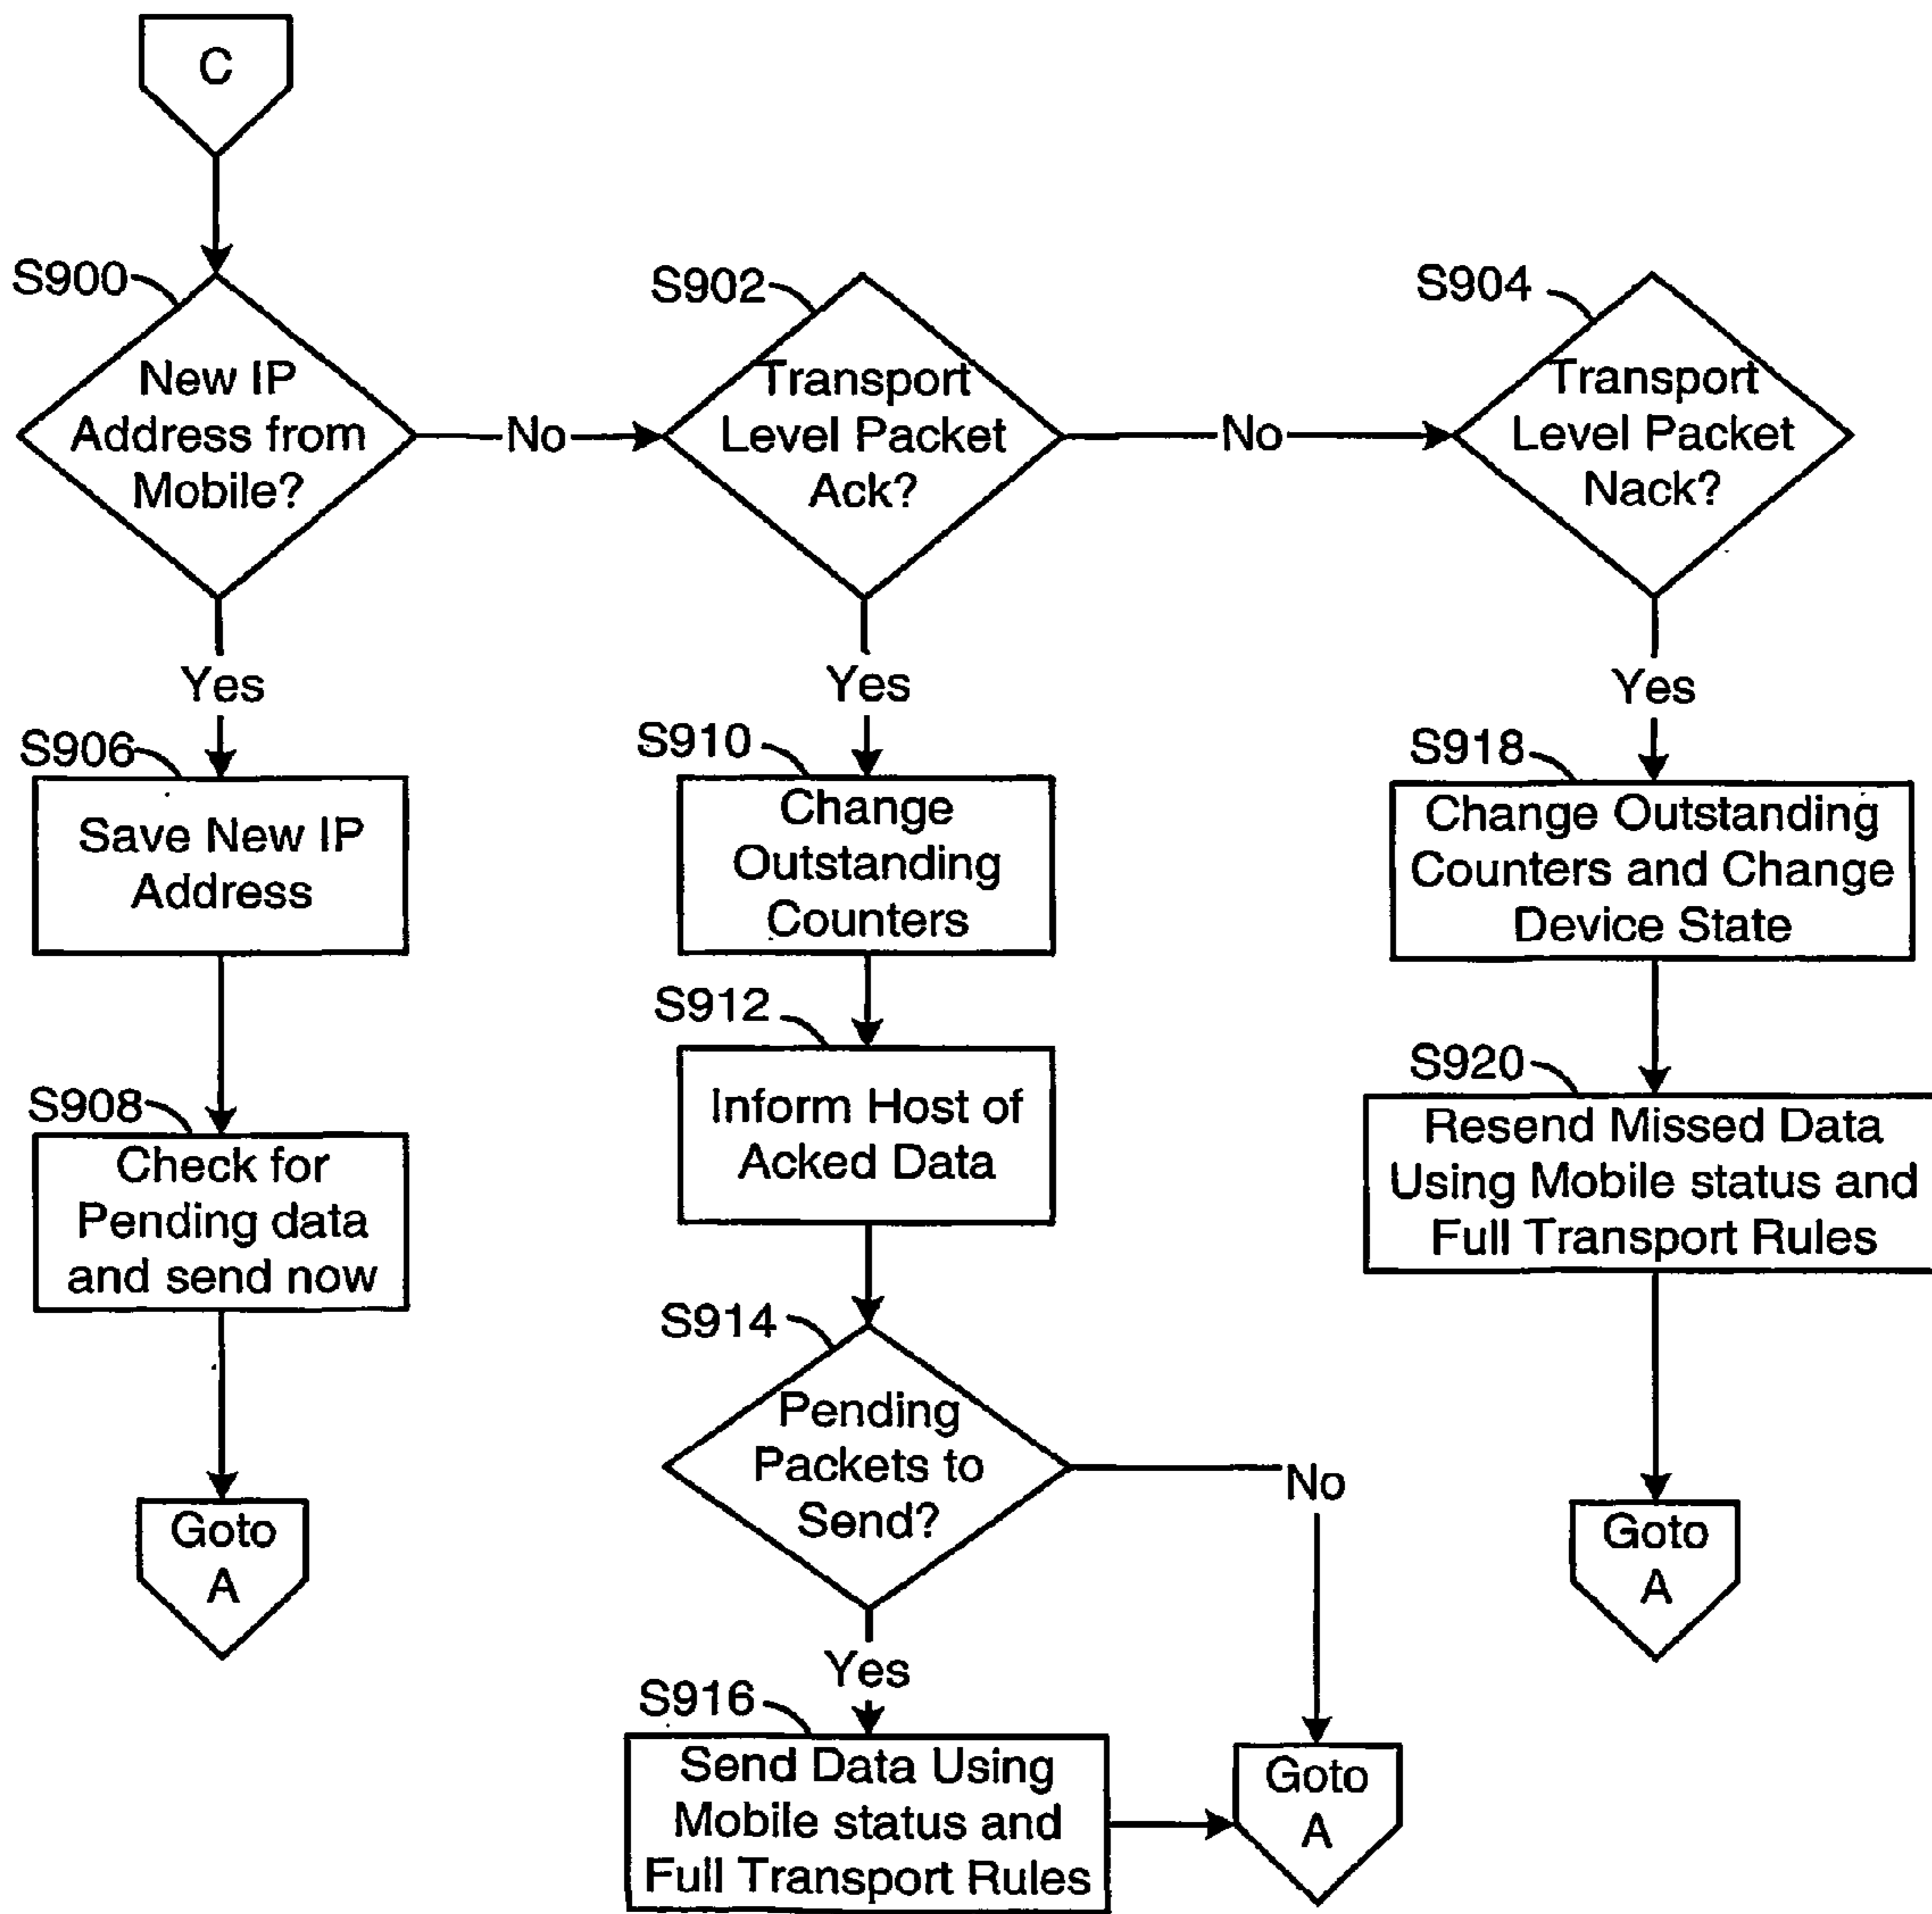 C
S900
New IP
Address from
Mobile?
No
S902
Transport
Level Packet
Ack?
No
S904
Transport
Level Packet
Nack?
Yes
Yes
Yes
S906
Save New IP
Address
S910
Change
Outstanding
Counters
S918
Change Outstanding
Counters and Change
Device State
S908
Check for
Pending data
and send now
S912
Inform Host of
Acked Data
S920
Resend Missed Data
Using Mobile status and
Full Transport Rules
Goto
A
S914
Pending
Packets to
Send?
No
Goto
A
Yes
S916
Send Data Using
Mobile status and
Full Transport Rules
Goto
A